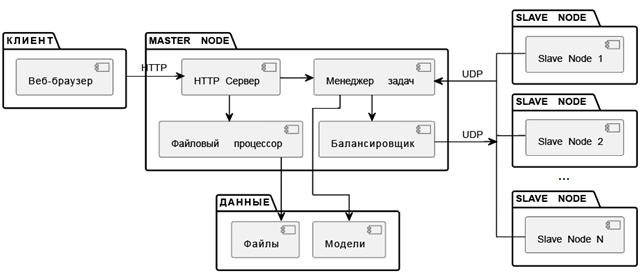 КЛИЕНТ
Веб-браузер
HTTP
MASTER NODE
HTTP Сервер
Менеджер задач
Файловый процессор
Балансировщик
UDP
UDP
ДАННЫЕ
Файлы
Модели
SLAVE NODE
Slave Node 1
SLAVE NODE
Slave Node 2
...
SLAVE NODE
Slave Node N